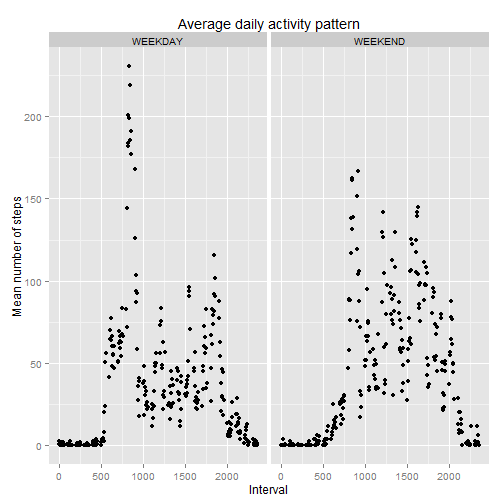 Average daily activity pattern
WEEKDAY WEEKEND
200
150
100
50
0
Mean number of steps
0 500 1000 1500 2000 0 500 1000 1500 2000
Interval